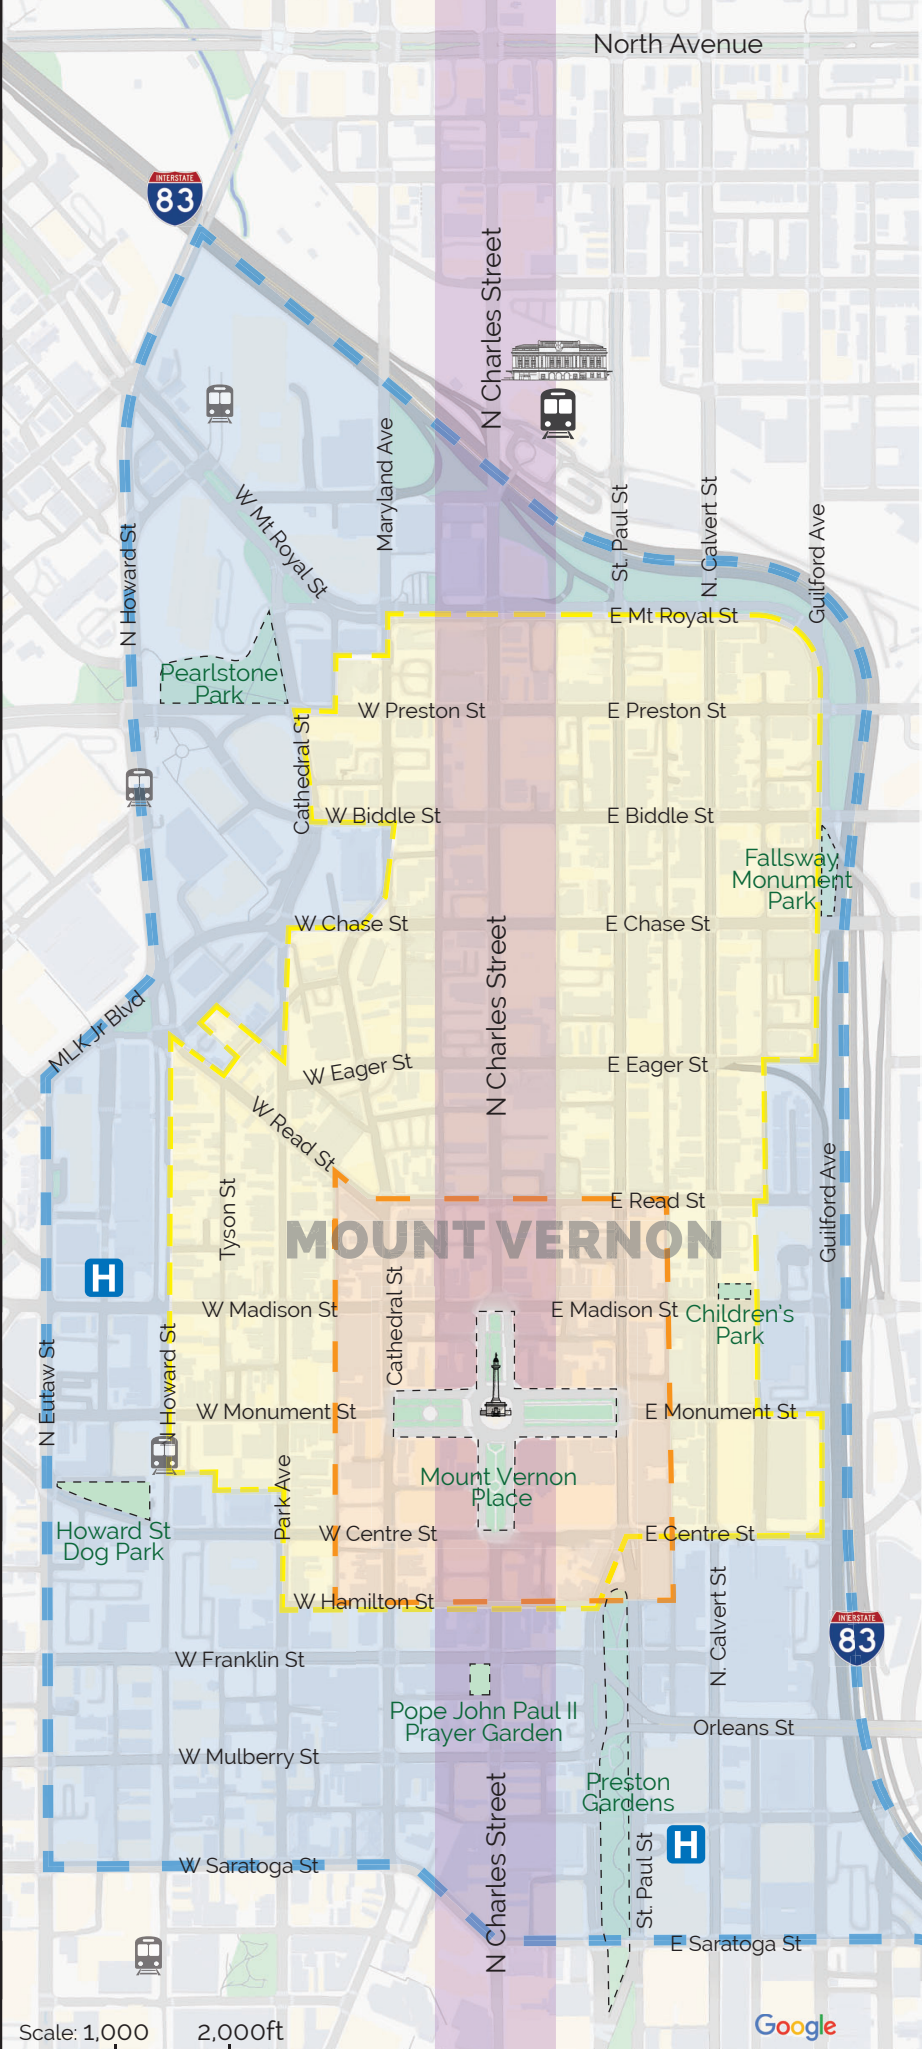 North Avenue
INTERSTATE
83
N Charles Street
Maryland Ave
W Mt Royal St
St. Paul St
N. Calvert St
Guilford Ave
N Howard St
E Mt Royal St
Pearlstone
Park
W Preston St
E Preston St
Cathedral St
W Biddle St
E Biddle St
Fallsway
Monument
Park
W Chase St
E Chase St
N Charles Street
MLK Jr Blvd
W Eager St
E Eager St
W Read St
Tyson St
E Read St
Guilford Ave
MOUNT VERNON
H
Cathedral St
W Madison St
E Madison St
Children's
Park
N Eutaw St
N Howard St
W Monument St
E Monument St
Mount Vernon
Place
Park Ave
Howard St
Dog Park
W Centre St
E Centre St
N. Calvert St
W Hamilton St
INTERSTATE
83
W Franklin St
Pope John Paul II
Prayer Garden
Orleans St
W Mulberry St
Preston
Gardens
N Charles Street
St. Paul St
H
W Saratoga St
E Saratoga St
Scale: 1,000 2,000ft
Google